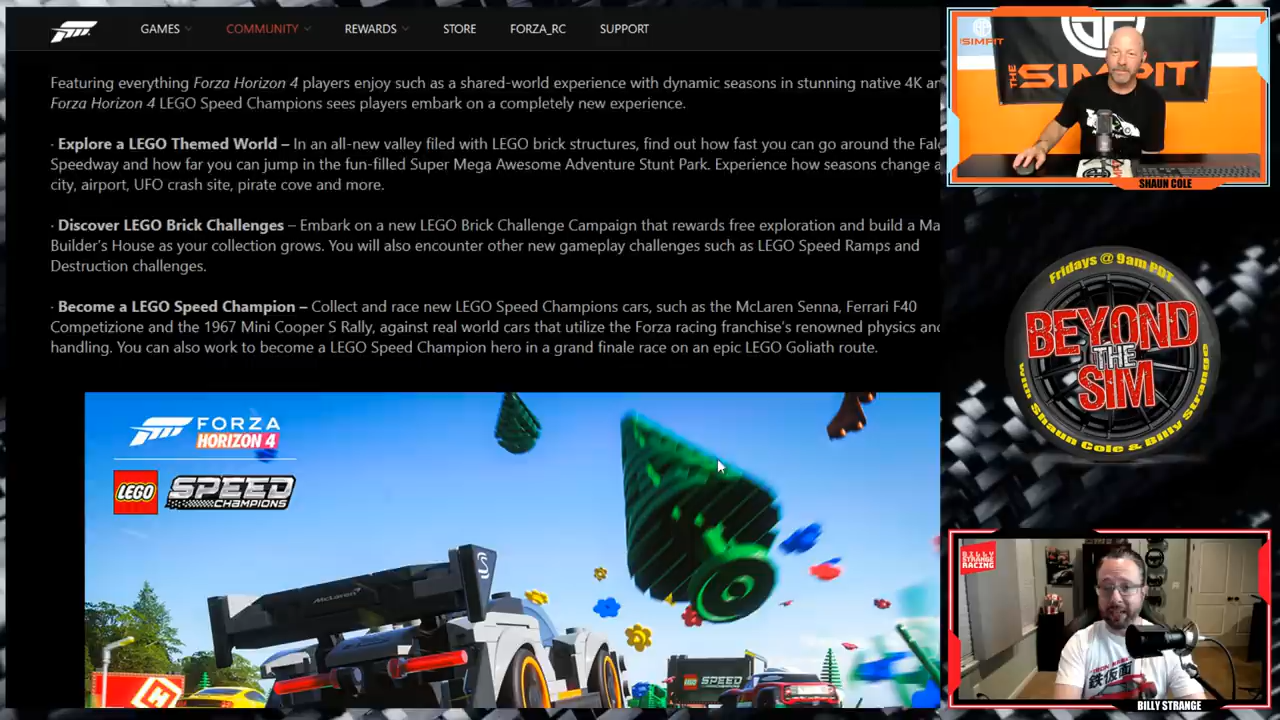 GAMES COMMUNITY REWARDS STORE FORZA_RC SUPPORT
Featuring everything Forza Horizon 4 players enjoy such as a shared-world experience with dynamic seasons in stunning native 4K
Forza Horizon 4 LEGO Speed Champions sees players embark on a completely new experience.
· Explore a LEGO Themed World – In an all-new valley filed with LEGO brick structures, find out how fast you can go around the
Speedway and how far you can jump in the fun-filled Super Mega Awesome Adventure Stunt Park. Experience how seasons change
city, airport, UFO crash site, pirate cove and more.
· Discover LEGO Brick Challenges – Embark on a new LEGO Brick Challenge Campaign that rewards free exploration and build a
Builder's House as your collection grows. You will also encounter other new gameplay challenges such as LEGO Speed Ramps and
Destruction challenges.
· Become a LEGO Speed Champion – Collect and race new LEGO Speed Champions cars, such as the McLaren Senna, Ferrari F40
Competizione and the 1967 Mini Cooper S Rally, against real world cars that utilize the Forza racing franchise's renowned physics and
handling. You can also work to become a LEGO Speed Champion hero in a grand finale race on an epic LEGO Goliath route.
FORZA
HORIZON 4
LEGO SPEED
CHAMPIONS
McLaren
LEGO SPEED
SIMPIT
THE SIMPIT
SHAUN COLE
Fridays @ 9am PDT
BEYOND
THE
SIM
with Shaun Cole & Billy Strange
BILLY
STRANGE
RACING
鉄仮面
BILLY STRANGE